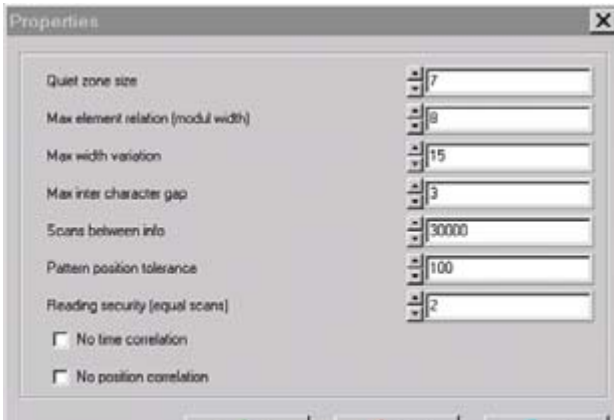 Properties
Quiet zone size 7
Max element relation (modul width) 8
Max width variation 15
Max inter character gap 3
Scans between info 30000
Pattern position tolerance 100
Reading security (equal scans) 2
No time correlation
No position correlation